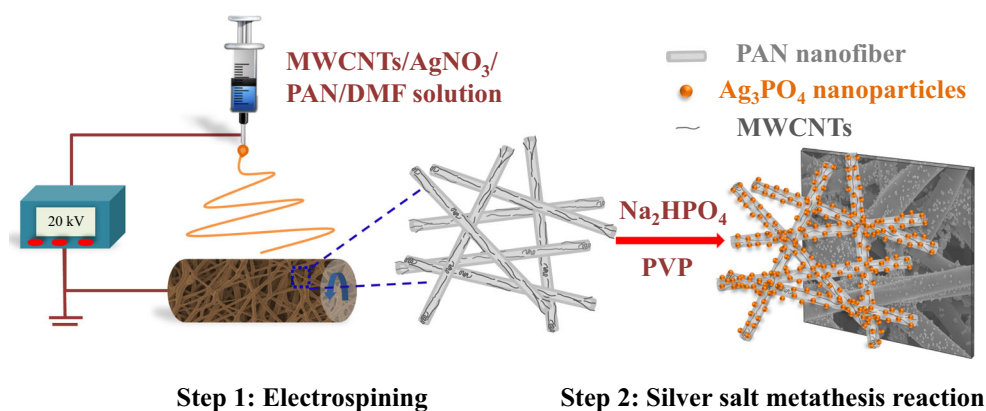 MWCNTs/AgNO₃/
PAN/DMF solution
20 kV
PAN nanofiber
Ag₃PO₄ nanoparticles
MWCNTs
Na₂HPO₄
PVP
Step 1: Electrospining
Step 2: Silver salt metathesis reaction